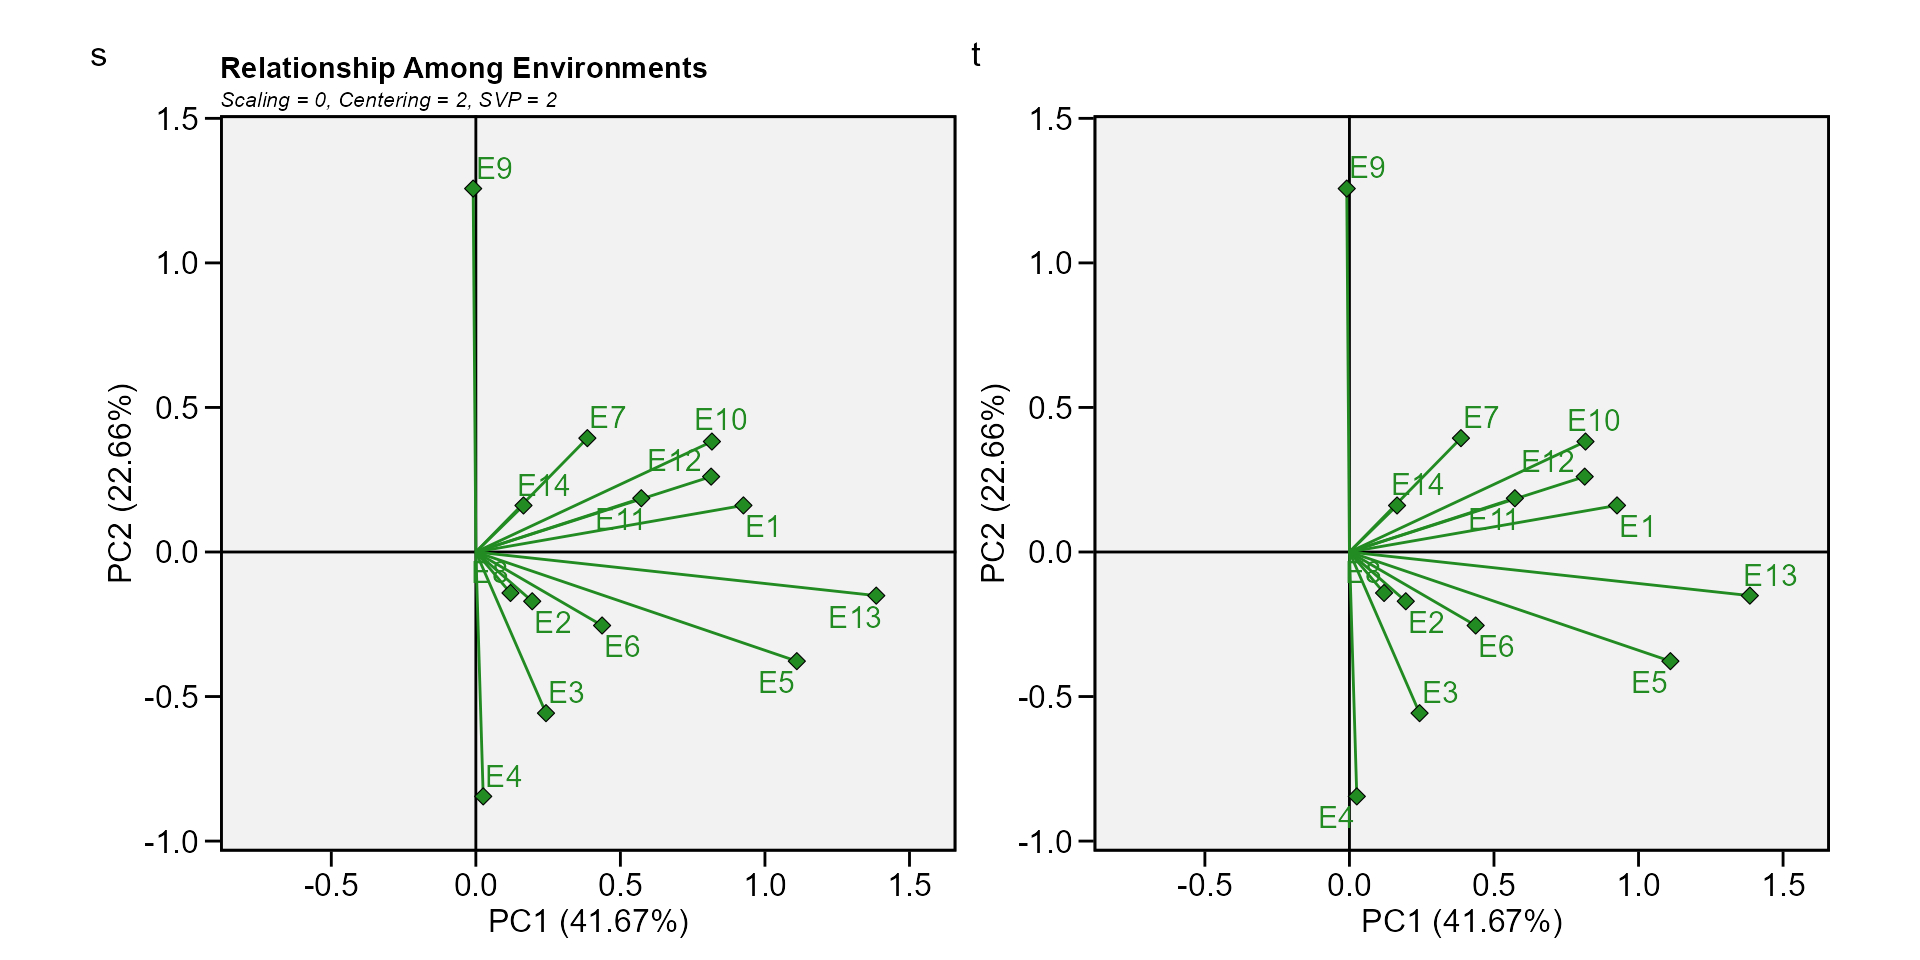 s
Relationship Among Environments
Scaling = 0, Centering = 2, SVP = 2
1.5
1.0
0.5
0.0
-0.5
-1.0
PC2 (22.66%)
E9
E7
E10
E12
E14
E11
E1
E8
E13
E2
E6
E5
E3
E4
-0.5
0.0
0.5
1.0
1.5
PC1 (41.67%)
t
1.5
1.0
0.5
0.0
-0.5
-1.0
PC2 (22.66%)
E9
E7
E10
E12
E14
E11
E1
E8
E13
E2
E6
E5
E3
E4
-0.5
0.0
0.5
1.0
1.5
PC1 (41.67%)